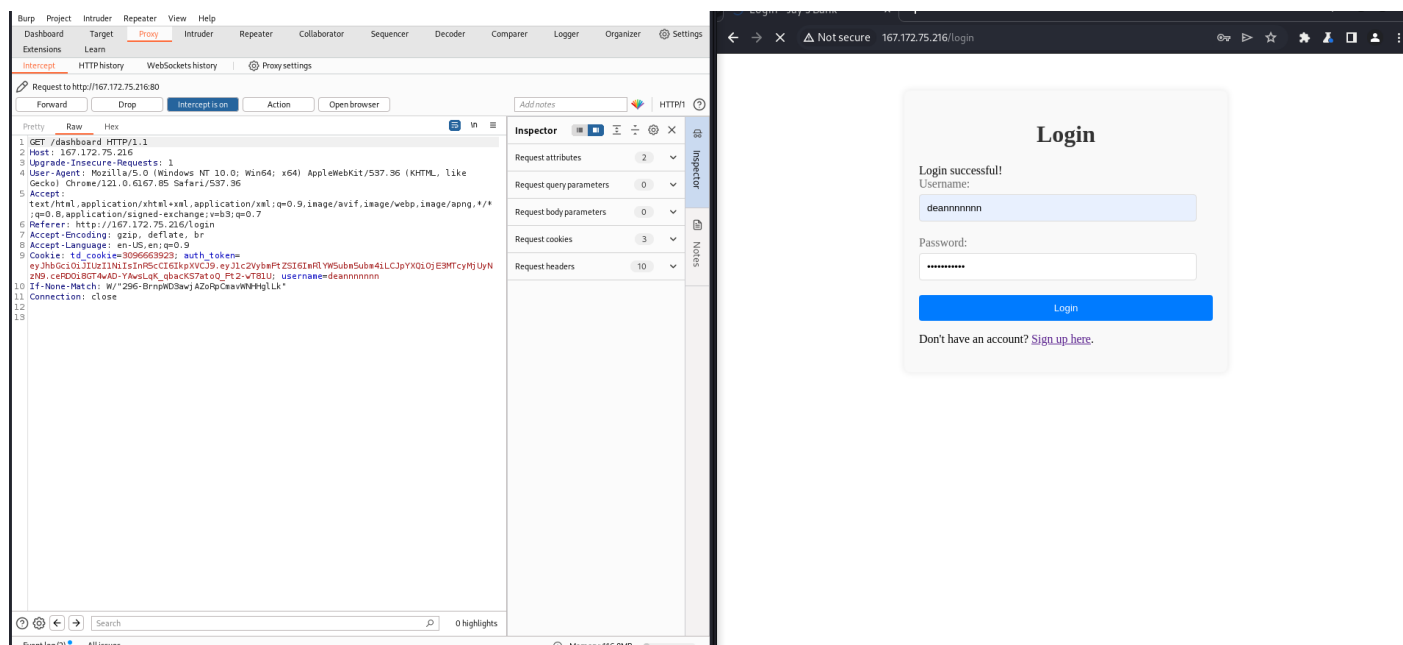 Burp Project Intruder Repeater View Help
Dashboard Target Proxy Intruder Repeater Collaborator Sequencer Decoder Comparer Logger Organizer Settings
Extensions Learn
Intercept HTTP history WebSockets history Proxy settings
Request to http://167.172.75.216:80
Forward Drop Intercept is on Action Open browser Add notes HTTP/1
Pretty Raw Hex \n
1 GET /dashboard HTTP/1.1
2 Host: 167.172.75.216
3 Upgrade-Insecure-Requests: 1
4 User-Agent: Mozilla/5.0 (Windows NT 10.0; Win64; x64) AppleWebKit/537.36 (KHTML, like
Gecko) Chrome/121.0.6167.85 Safari/537.36
5 Accept:
text/html,application/xhtml+xml,application/xml;q=0.9,image/avif,image/webp,image/apng,*/*
;q=0.8,application/signed-exchange;v=b3;q=0.7
6 Referer: http://167.172.75.216/login
7 Accept-Encoding: gzip, deflate, br
8 Accept-Language: en-US,en;q=0.9
9 Cookie: td_cookie=3096663923; auth_token=
username=deannnnnnn
10 If-None-Match:
11 Connection: close
12
13
Search 0 highlights
Inspector
Request attributes 2
Request query parameters 0
Request body parameters 0
Request cookies 3
Request headers 10
Inspector
Notes
Login - Jay's Bank
Not secure 167.172.75.216/login
Login
Login successful!
Username:
deannnnnnn
Password:
•••••••••••
Login
Don't have an account? Sign up here.